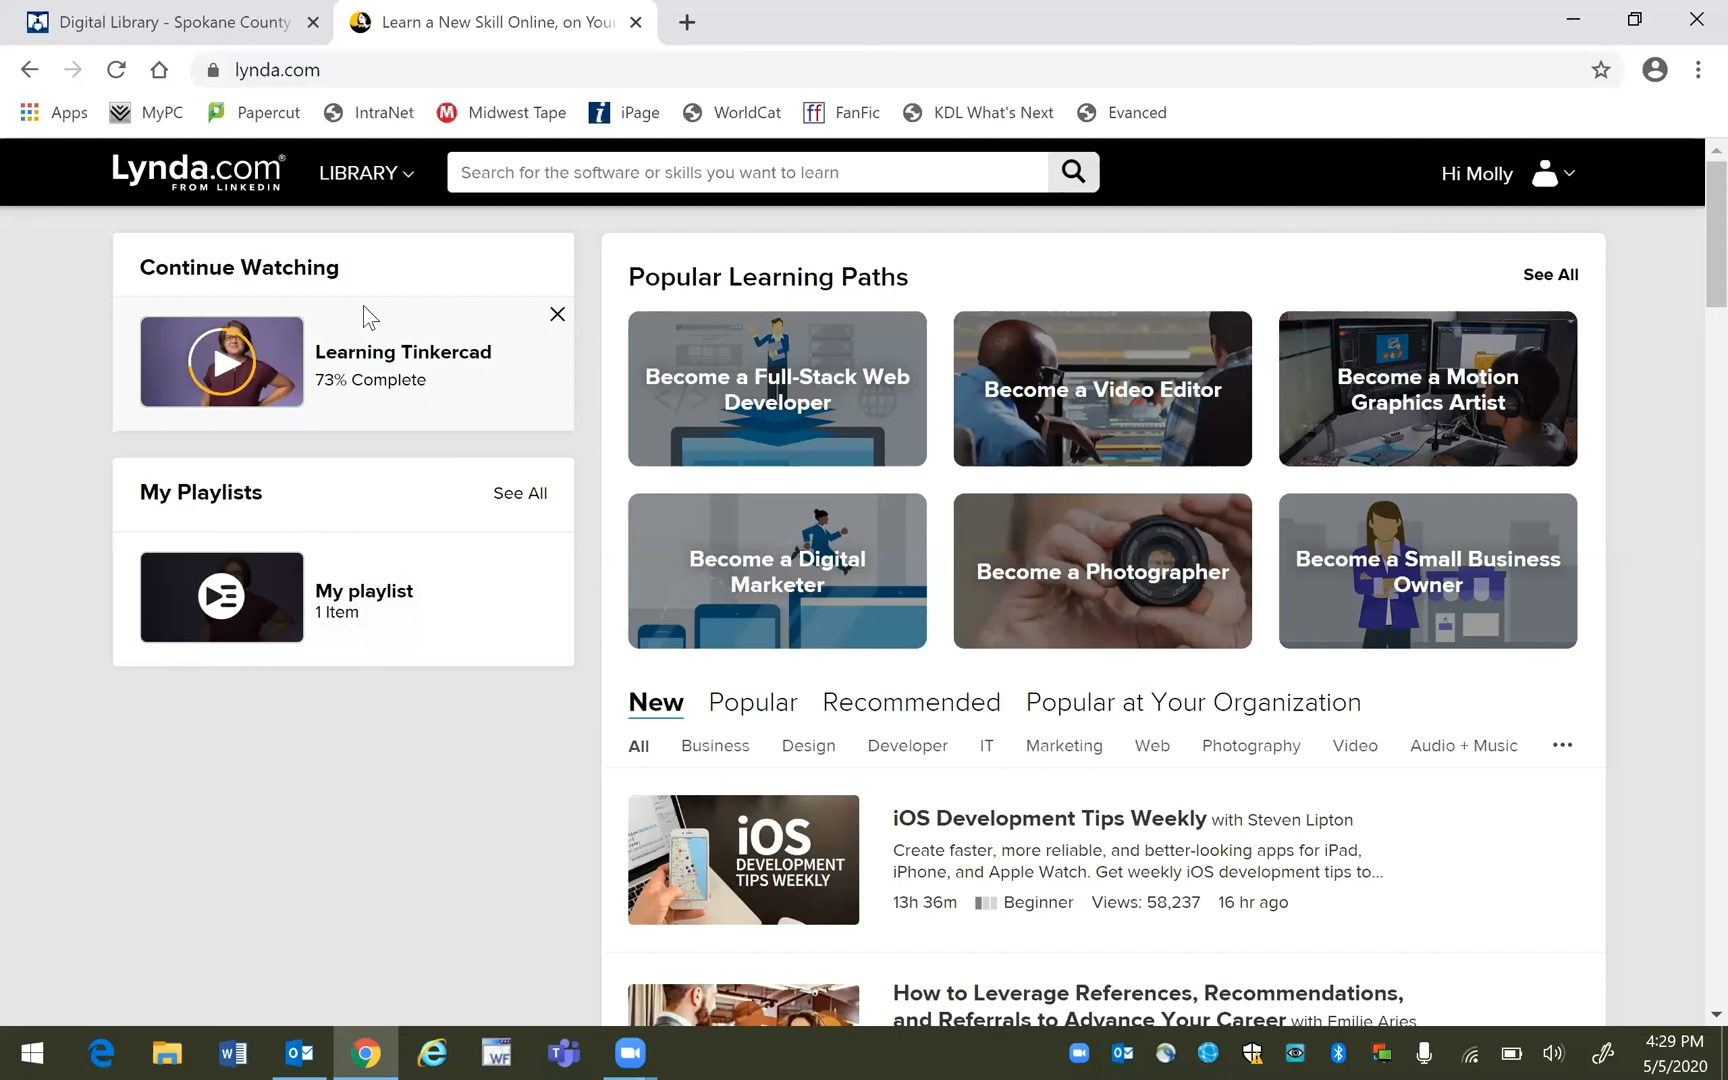 Digital Library - Spokane County
Learn a New Skill Online, on You
lynda.com
Apps
MyPC
Papercut
IntraNet
Midwest Tape
iPage
WorldCat
FanFic
KDL What's Next
Evanced
Lynda.com®
FROM LINKEDIN
LIBRARY
Search for the software or skills you want to learn
Hi Molly
Continue Watching
Learning Tinkercad
73% Complete
My Playlists
See All
My playlist
1 Item
Popular Learning Paths
See All
Become a Full-Stack Web
Developer
Become a Video Editor
Become a Motion
Graphics Artist
Become a Digital
Marketer
Become a Photographer
Become a Small Business
Owner
New
Popular
Recommended
Popular at Your Organization
All
Business
Design
Developer
IT
Marketing
Web
Photography
Video
Audio + Music
iOS
DEVELOPMENT
TIPS WEEKLY
iOS Development Tips Weekly with Steven Lipton
Create faster, more reliable, and better-looking apps for iPad,
iPhone, and Apple Watch. Get weekly iOS development tips to...
13h 36m
Beginner
Views: 58,237
16 hr ago
How to Leverage References, Recommendations,
and Referrals to Advance Your Career with Emilie Aries
4:29 PM
5/5/2020